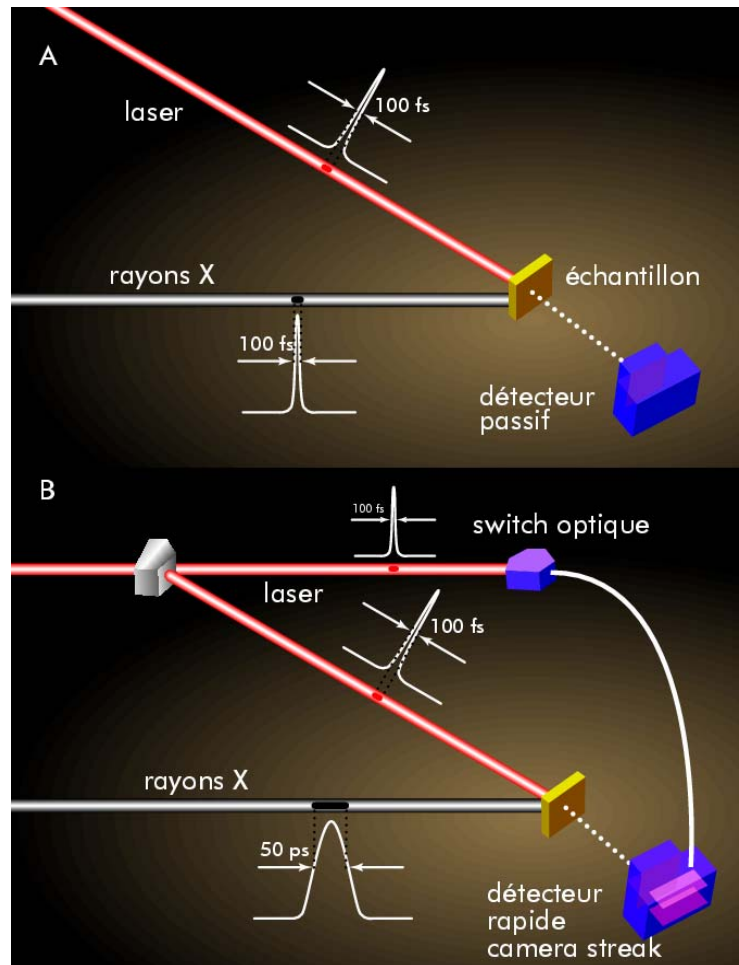 A
laser
100 fs
rayons X
échantillon
100 fs
détecteur
passif
B
100 fs
switch optique
laser
100 fs
rayons X
50 ps
détecteur
rapide
camera streak